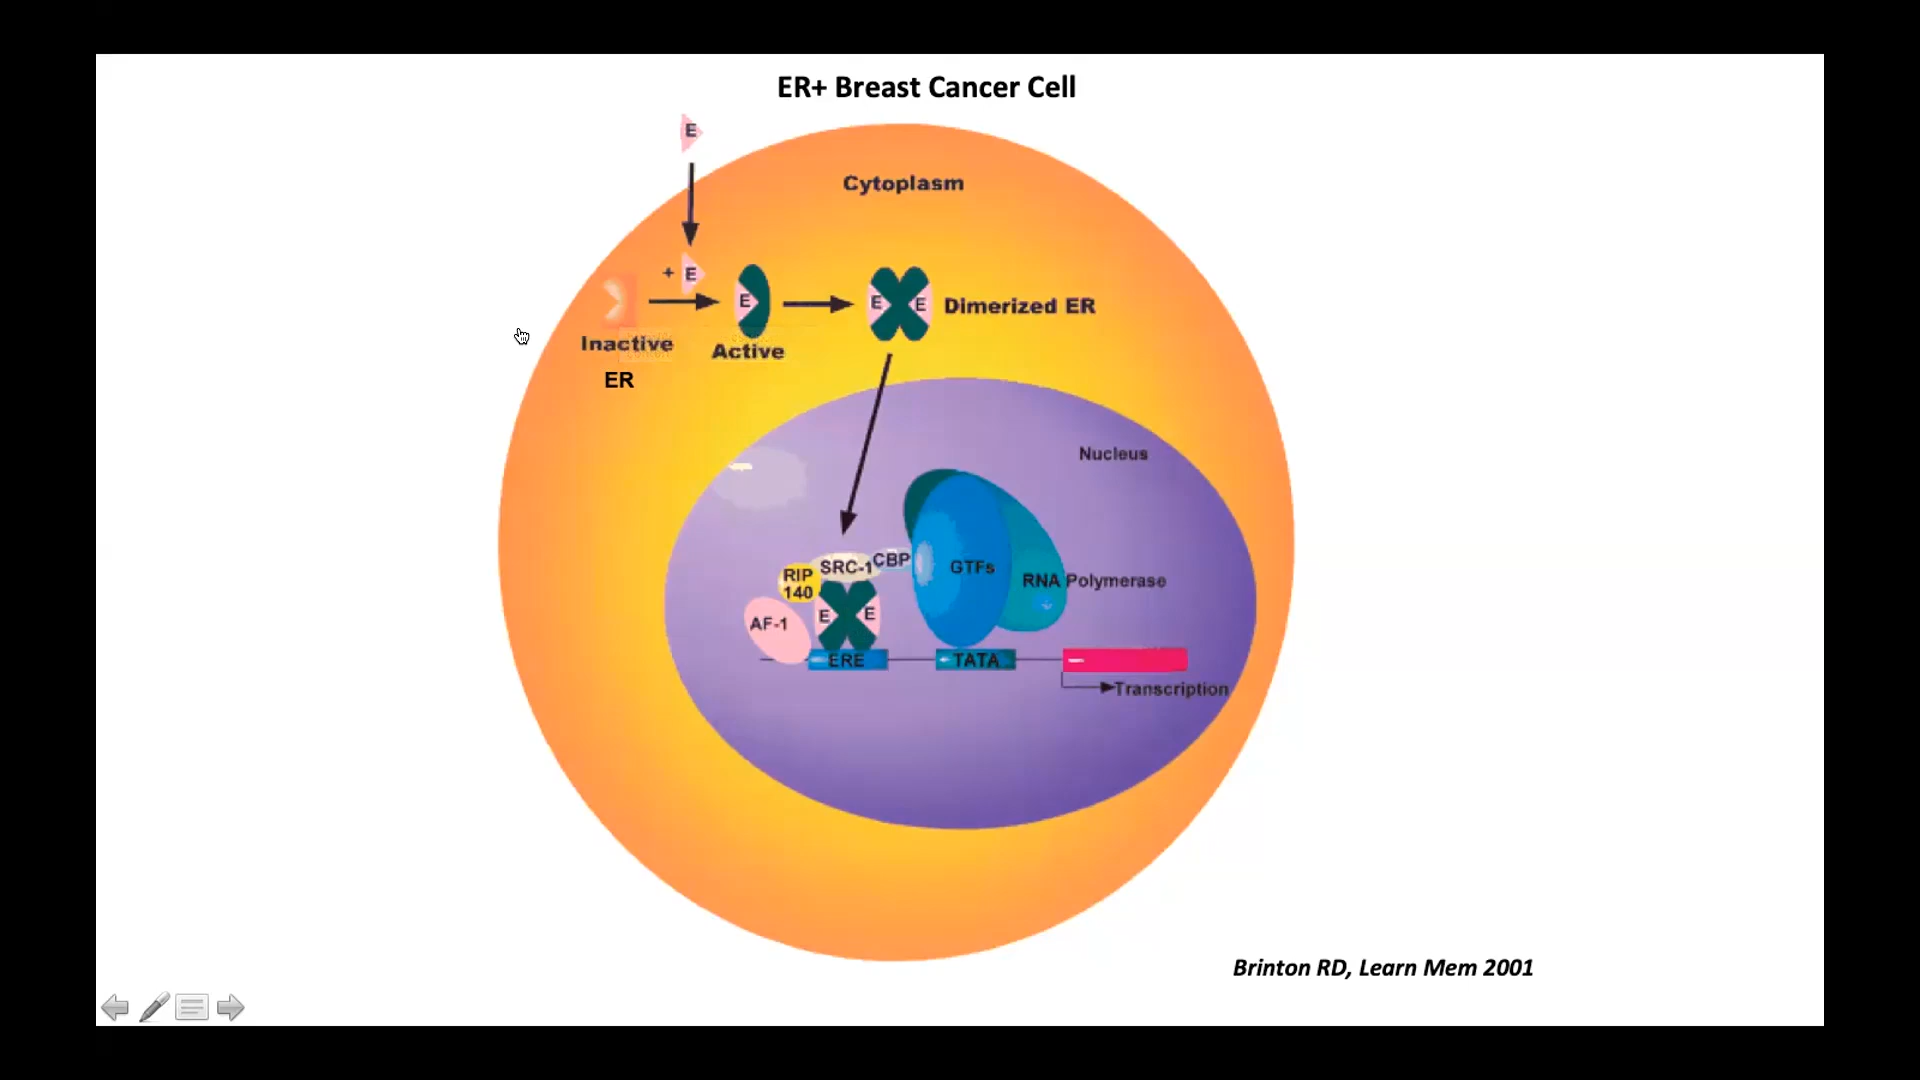 ER+ Breast Cancer Cell
E
Cytoplasm
+ E
E
E E
Dimerized ER
Inactive
Active
ER
Nucleus
RIP
140
SRC-1
CBP
GTFs
RNA Polymerase
AF-1
E E
ERE
TATA
Transcription
Brinton RD, Learn Mem 2001